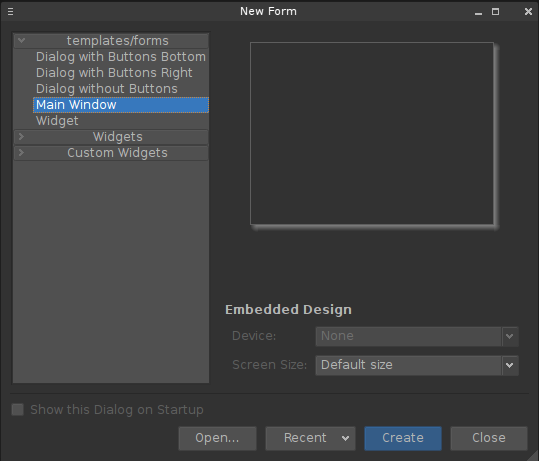 New Form
templates/forms
Dialog with Buttons Bottom
Dialog with Buttons Right
Dialog without Buttons
Main Window
Widget
Widgets
Custom Widgets
Embedded Design
Device: None
Screen Size: Default size
Show this Dialog on Startup
Open... Recent Create Close